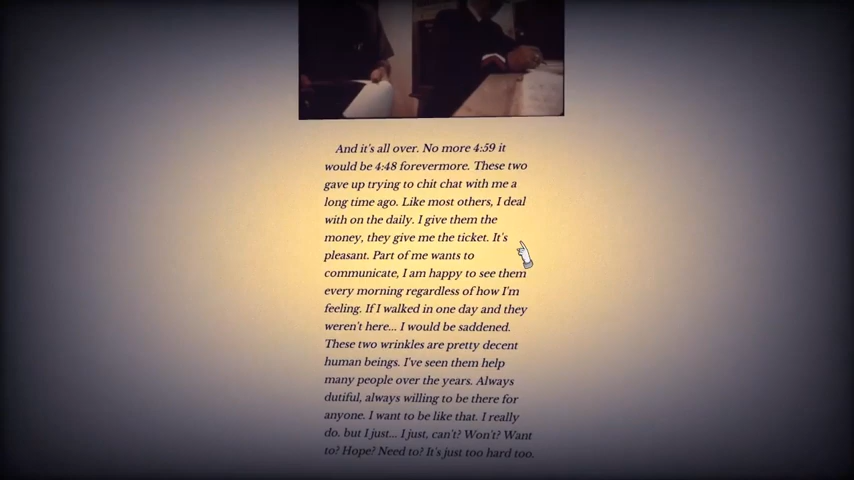 And it's all over. No more 4:59 it
would be 4:48 forevermore. These two
gave up trying to chit chat with me a
long time ago. Like most others, I deal
with on the daily. I give them the
money, they give me the ticket. It's
pleasant. Part of me wants to
communicate, I am happy to see them
every morning regardless of how I'm
feeling. If I walked in one day and they
weren't here... I would be saddened.
These two wrinkles are pretty decent
human beings. I've seen them help
many people over the years. Always
dutiful, always willing to be there for
anyone. I want to be like that. I really
do. but I just... I just, can't? Won't? Want
to? Hope? Need to? It's just too hard too.